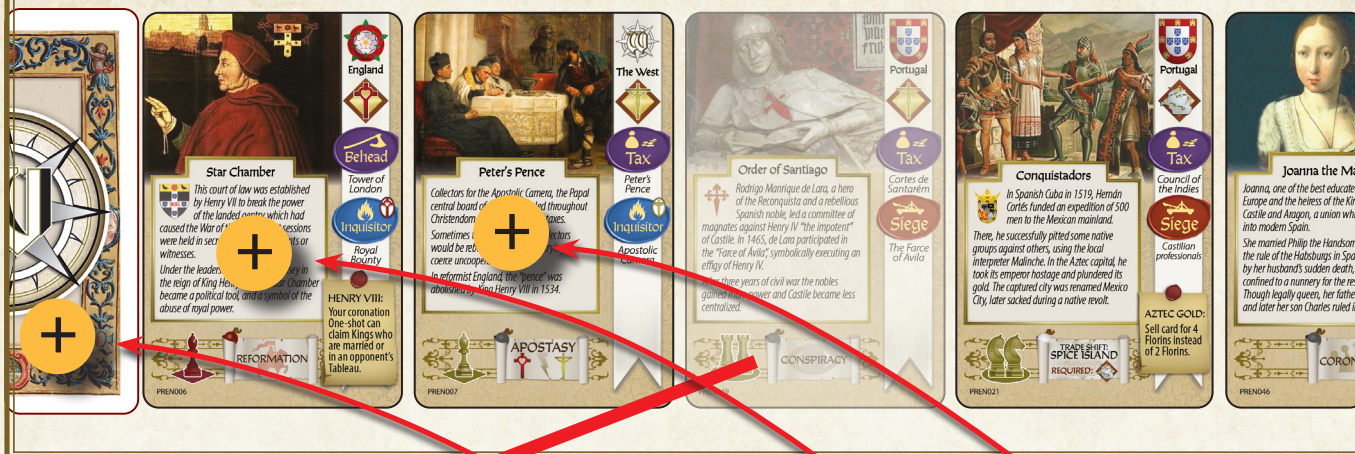 England
Behead
Tower of
London
Inquisitor
Royal
Bounty
Star Chamber
This court of law was established
by Henry VII to break the power
of the landed gentry which had
caused the War of sessions
were held in
witnesses.
Under the in
the reign of King Chamber
became a political tool, and a symbol of the
abuse of royal power.
HENRY VIII:
Your coronation
One-shot can
claim Kings who
are married or
in an opponent's
Tableau.
REFORMATION
PREN006
The West
Tax
Peter's
Pence
Inquisitor
Apostolic
Peter's Pence
Collectors for the Apostolic Camera, the Papal
central board of throughout
Christendom taxes.
Sometimes
would be
coerce
In reformist England, the "pence" was
abolished by King Henry VIII in 1534.
APOSTASY
PREN007
Portugal
Tax
Cortes de
Santarém
Siege
The Farce
of Avila
Order of Santiago
Rodrigo Manrique de Lara, a hero
of the Reconquista and a rebellious
Spanish noble, led a committee of
magnates against Henry IV "the impotent"
of Castile. In 1465, de Lara participated in
the "Farce of Ávila", symbolically executing an
effigy of Henry IV.
After three years of civil war the nobles
gained more power and Castile became less
centralized.
CONSPIRACY
Portugal
Tax
Council of
the Indies
Siege
Castilian
professionals
Conquistadors
In Spanish Cuba in 1519, Hernán
Cortés funded an expedition of 500
men to the Mexican mainland.
There, he successfully pitted some native
groups against others, using the local
interpreter Malinche. In the Aztec capital, he
took its emperor hostage and plundered its
gold. The captured city was renamed Mexico
City, later sacked during a native revolt.
AZTEC GOLD:
Sell card for 4
Florins instead
of 2 Florins.
TRADE SHIFT:
SPICE ISLAND
REQUIRED:
PREN021
Joanna the
Joanna, one of the best
Europe and the heiress of the
Castile and Aragon, a union
into modern Spain.
She married Philip the
the rule of the Habsburgs in
by her husband's sudden death,
confined to a nunnery for the
Though legally queen, her
and later her son Charles ruled
PREN046